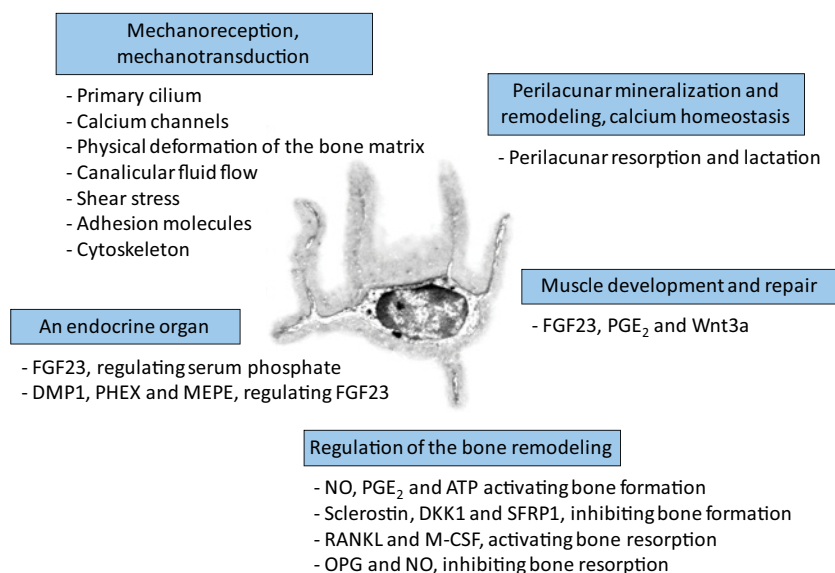 Mechanoreception,
mechanotransduction
- Primary cilium
- Calcium channels
- Physical deformation of the bone matrix
- Canalicular fluid flow
- Shear stress
- Adhesion molecules
- Cytoskeleton
Perilacunar mineralization and
remodeling, calcium homeostasis
- Perilacunar resorption and lactation
Muscle development and repair
- FGF23, PGE₂ and Wnt3a
An endocrine organ
- FGF23, regulating serum phosphate
- DMP1, PHEX and MEPE, regulating FGF23
Regulation of the bone remodeling
- NO, PGE₂ and ATP activating bone formation
- Sclerostin, DKK1 and SFRP1, inhibiting bone formation
- RANKL and M-CSF, activating bone resorption
- OPG and NO, inhibiting bone resorption